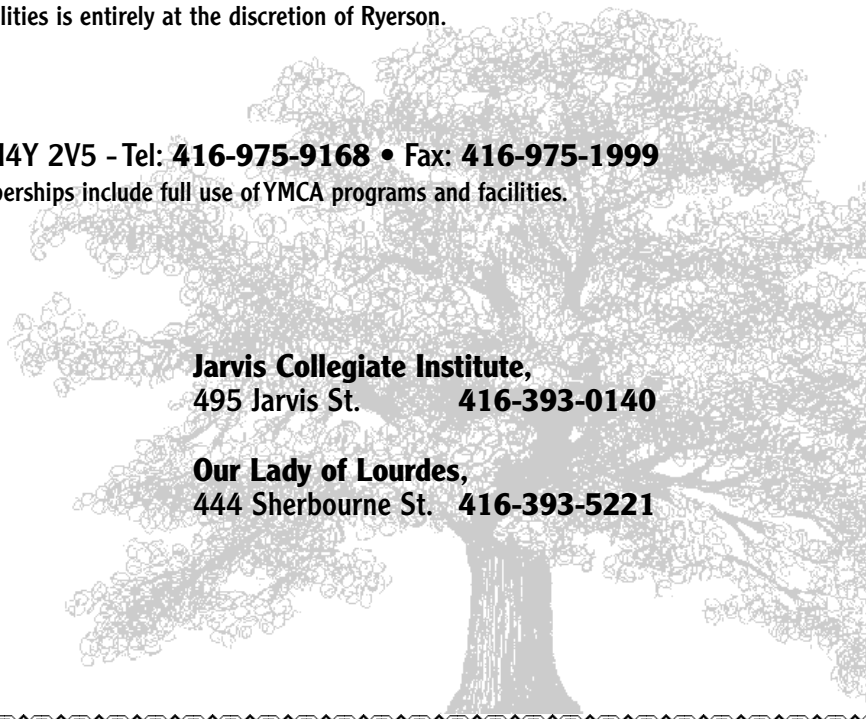 lities is entirely at the discretion of Ryerson.
4Y 2V5 – Tel: 416-975-9168 • Fax: 416-975-1999
perships include full use of YMCA programs and facilities.
Jarvis Collegiate Institute,
495 Jarvis St. 416-393-0140
Our Lady of Lourdes,
444 Sherbourne St. 416-393-5221